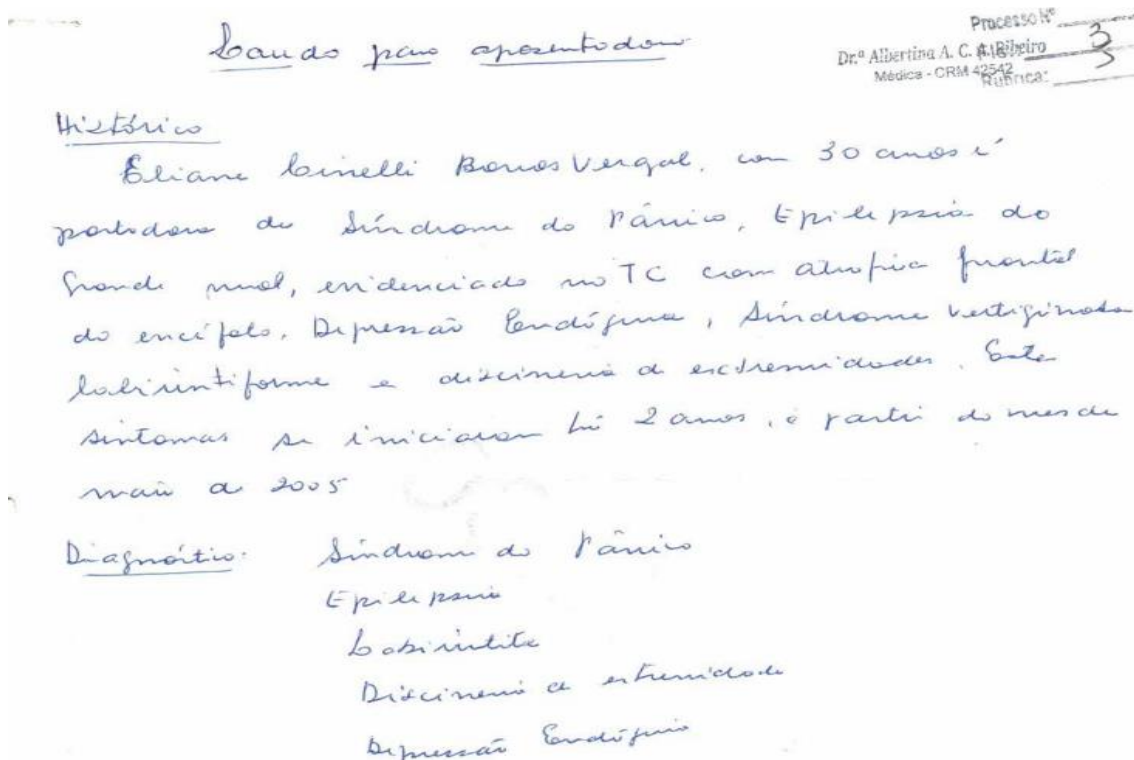 Laudo para aposentadoria
Processo Nº
Dr.ª Albertina A. C. A. Ribeiro 3
Médica - CRM 42542
Rubrica:
Histórico
Eliane Cinelli Vergal, com 30 anos é
portadora de Síndrome do Pânico, Epilepsia do
Grande mal, evidenciado no TC com atrofia frontal
do encéfalo, Depressão Endógena, Síndrome Vertiginosa
labirintiforme e discinesia de extremidades. Estes
sintomas se iniciaram há 2 anos, a partir do mes de
maio de 2005
Diagnóstico: Síndrome do Pânico
Epilepsia
Labirintite
Discinesia de extremidade
Depressão Endógena